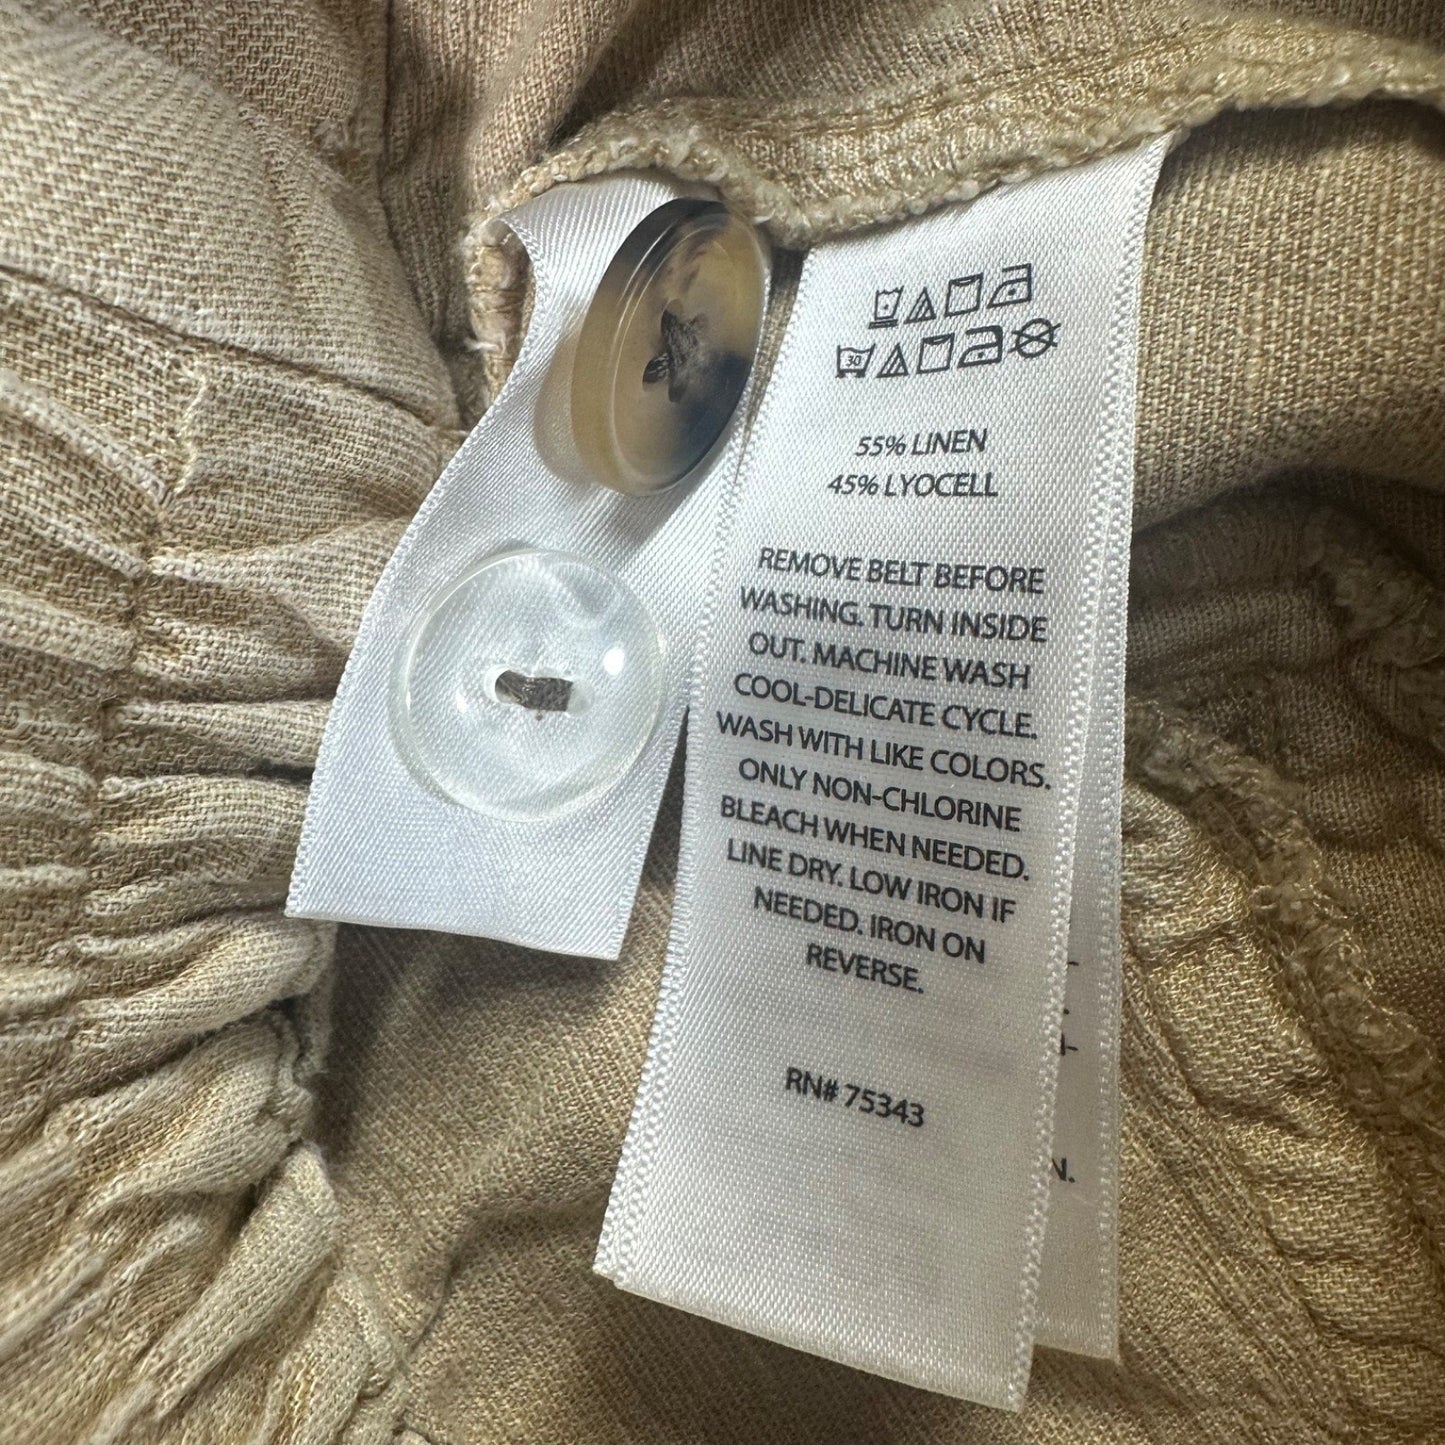 30
55% LINEN
45% LYOCELL
REMOVE BELT BEFORE
WASHING. TURN INSIDE
OUT. MACHINE WASH
COOL-DELICATE CYCLE.
WASH WITH LIKE COLORS.
ONLY NON-CHLORINE
BLEACH WHEN NEEDED.
LINE DRY. LOW IRON IF
NEEDED. IRON ON
REVERSE.
RN# 75343
N.